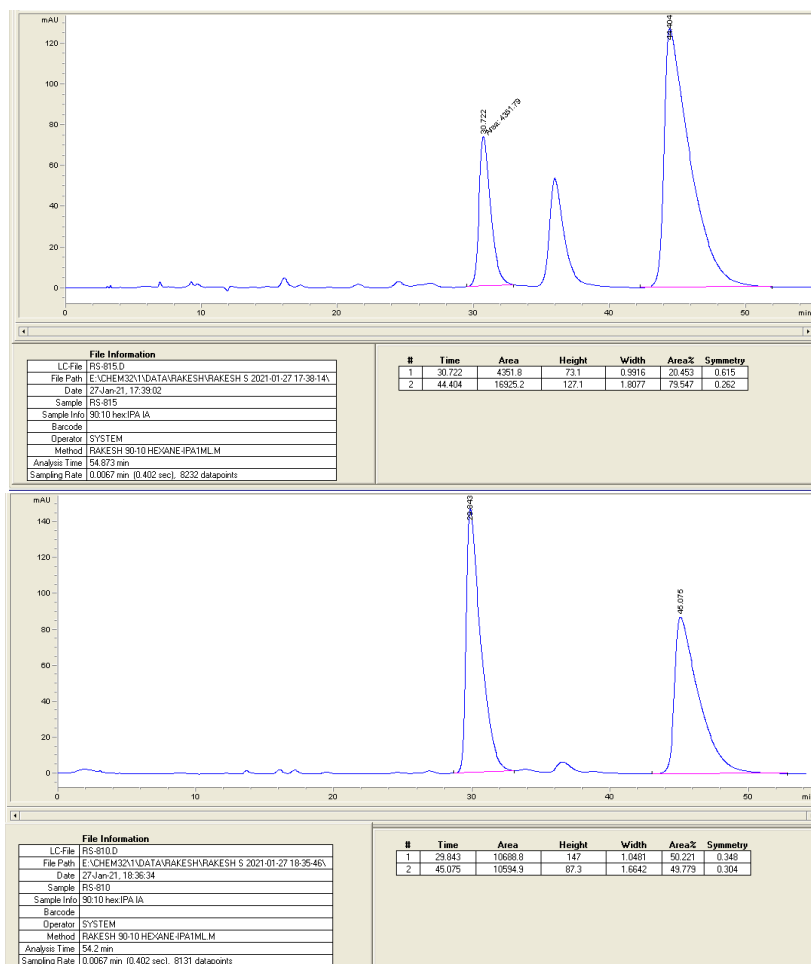 mAU
120
100
80
60
40
20
0
30.722
Area: 4351.79
44.404
0 10 20 30 40 50 min
File Information
LC-File RS-815.D
File Path E:\CHEM32\1\DATA\RAKESH\RAKESH S 2021-01-27 17-38-14\
Date 27-Jan-21, 17:39:02
Sample RS-815
Sample Info 90:10 hex:IPA IA
Barcode
Operator SYSTEM
Method RAKESH 90-10 HEXANE-IPA1ML.M
Analysis Time 54.873 min
Sampling Rate 0.0067 min (0.402 sec), 8232 datapoints
# Time Area Height Width Area% Symmetry
1 30.722 4351.8 73.1 0.9916 20.453 0.615
2 44.404 16925.2 127.1 1.8077 79.547 0.262
mAU
140
120
100
80
60
40
20
0
29.843
45.075
0 10 20 30 40 50 min
File Information
LC-File RS-810.D
File Path E:\CHEM32\1\DATA\RAKESH\RAKESH S 2021-01-27 18-35-46\
Date 27-Jan-21, 18:36:34
Sample RS-810
Sample Info 90:10 hex:IPA IA
Barcode
Operator SYSTEM
Method RAKESH 90-10 HEXANE-IPA1ML.M
Analysis Time 54.2 min
Sampling Rate 0.0067 min (0.402 sec), 8131 datapoints
# Time Area Height Width Area% Symmetry
1 29.843 10688.8 147 1.0481 50.221 0.348
2 45.075 10594.9 87.3 1.6642 49.779 0.304